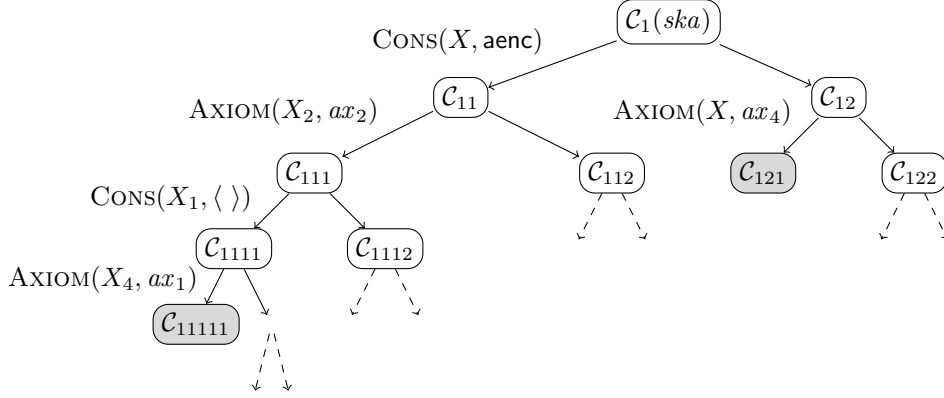 𝒞₁(ska)
CONS(X, aenc)
𝒞₁₁
𝒞₁₂
AXIOM(X₂, ax₂)
AXIOM(X, ax₄)
𝒞₁₁₁
𝒞₁₁₂
𝒞₁₂₁
𝒞₁₂₂
CONS(X₁, ⟨ ⟩)
𝒞₁₁₁₁
𝒞₁₁₁₂
AXIOM(X₄, ax₁)
𝒞₁₁₁₁₁